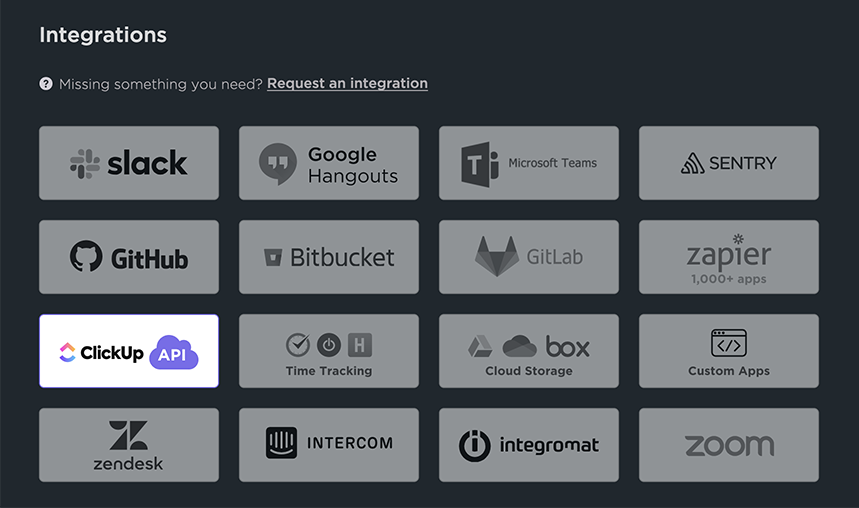 Integrations
? Missing something you need? Request an integration
slack
Google
Hangouts
T
Microsoft Teams
SENTRY
GitHub
Bitbucket
GitLab
zapier
1,000+ apps
ClickUp API
H
Time Tracking
box
Cloud Storage
</>
Custom Apps
zendesk
INTERCOM
integromat
zoom